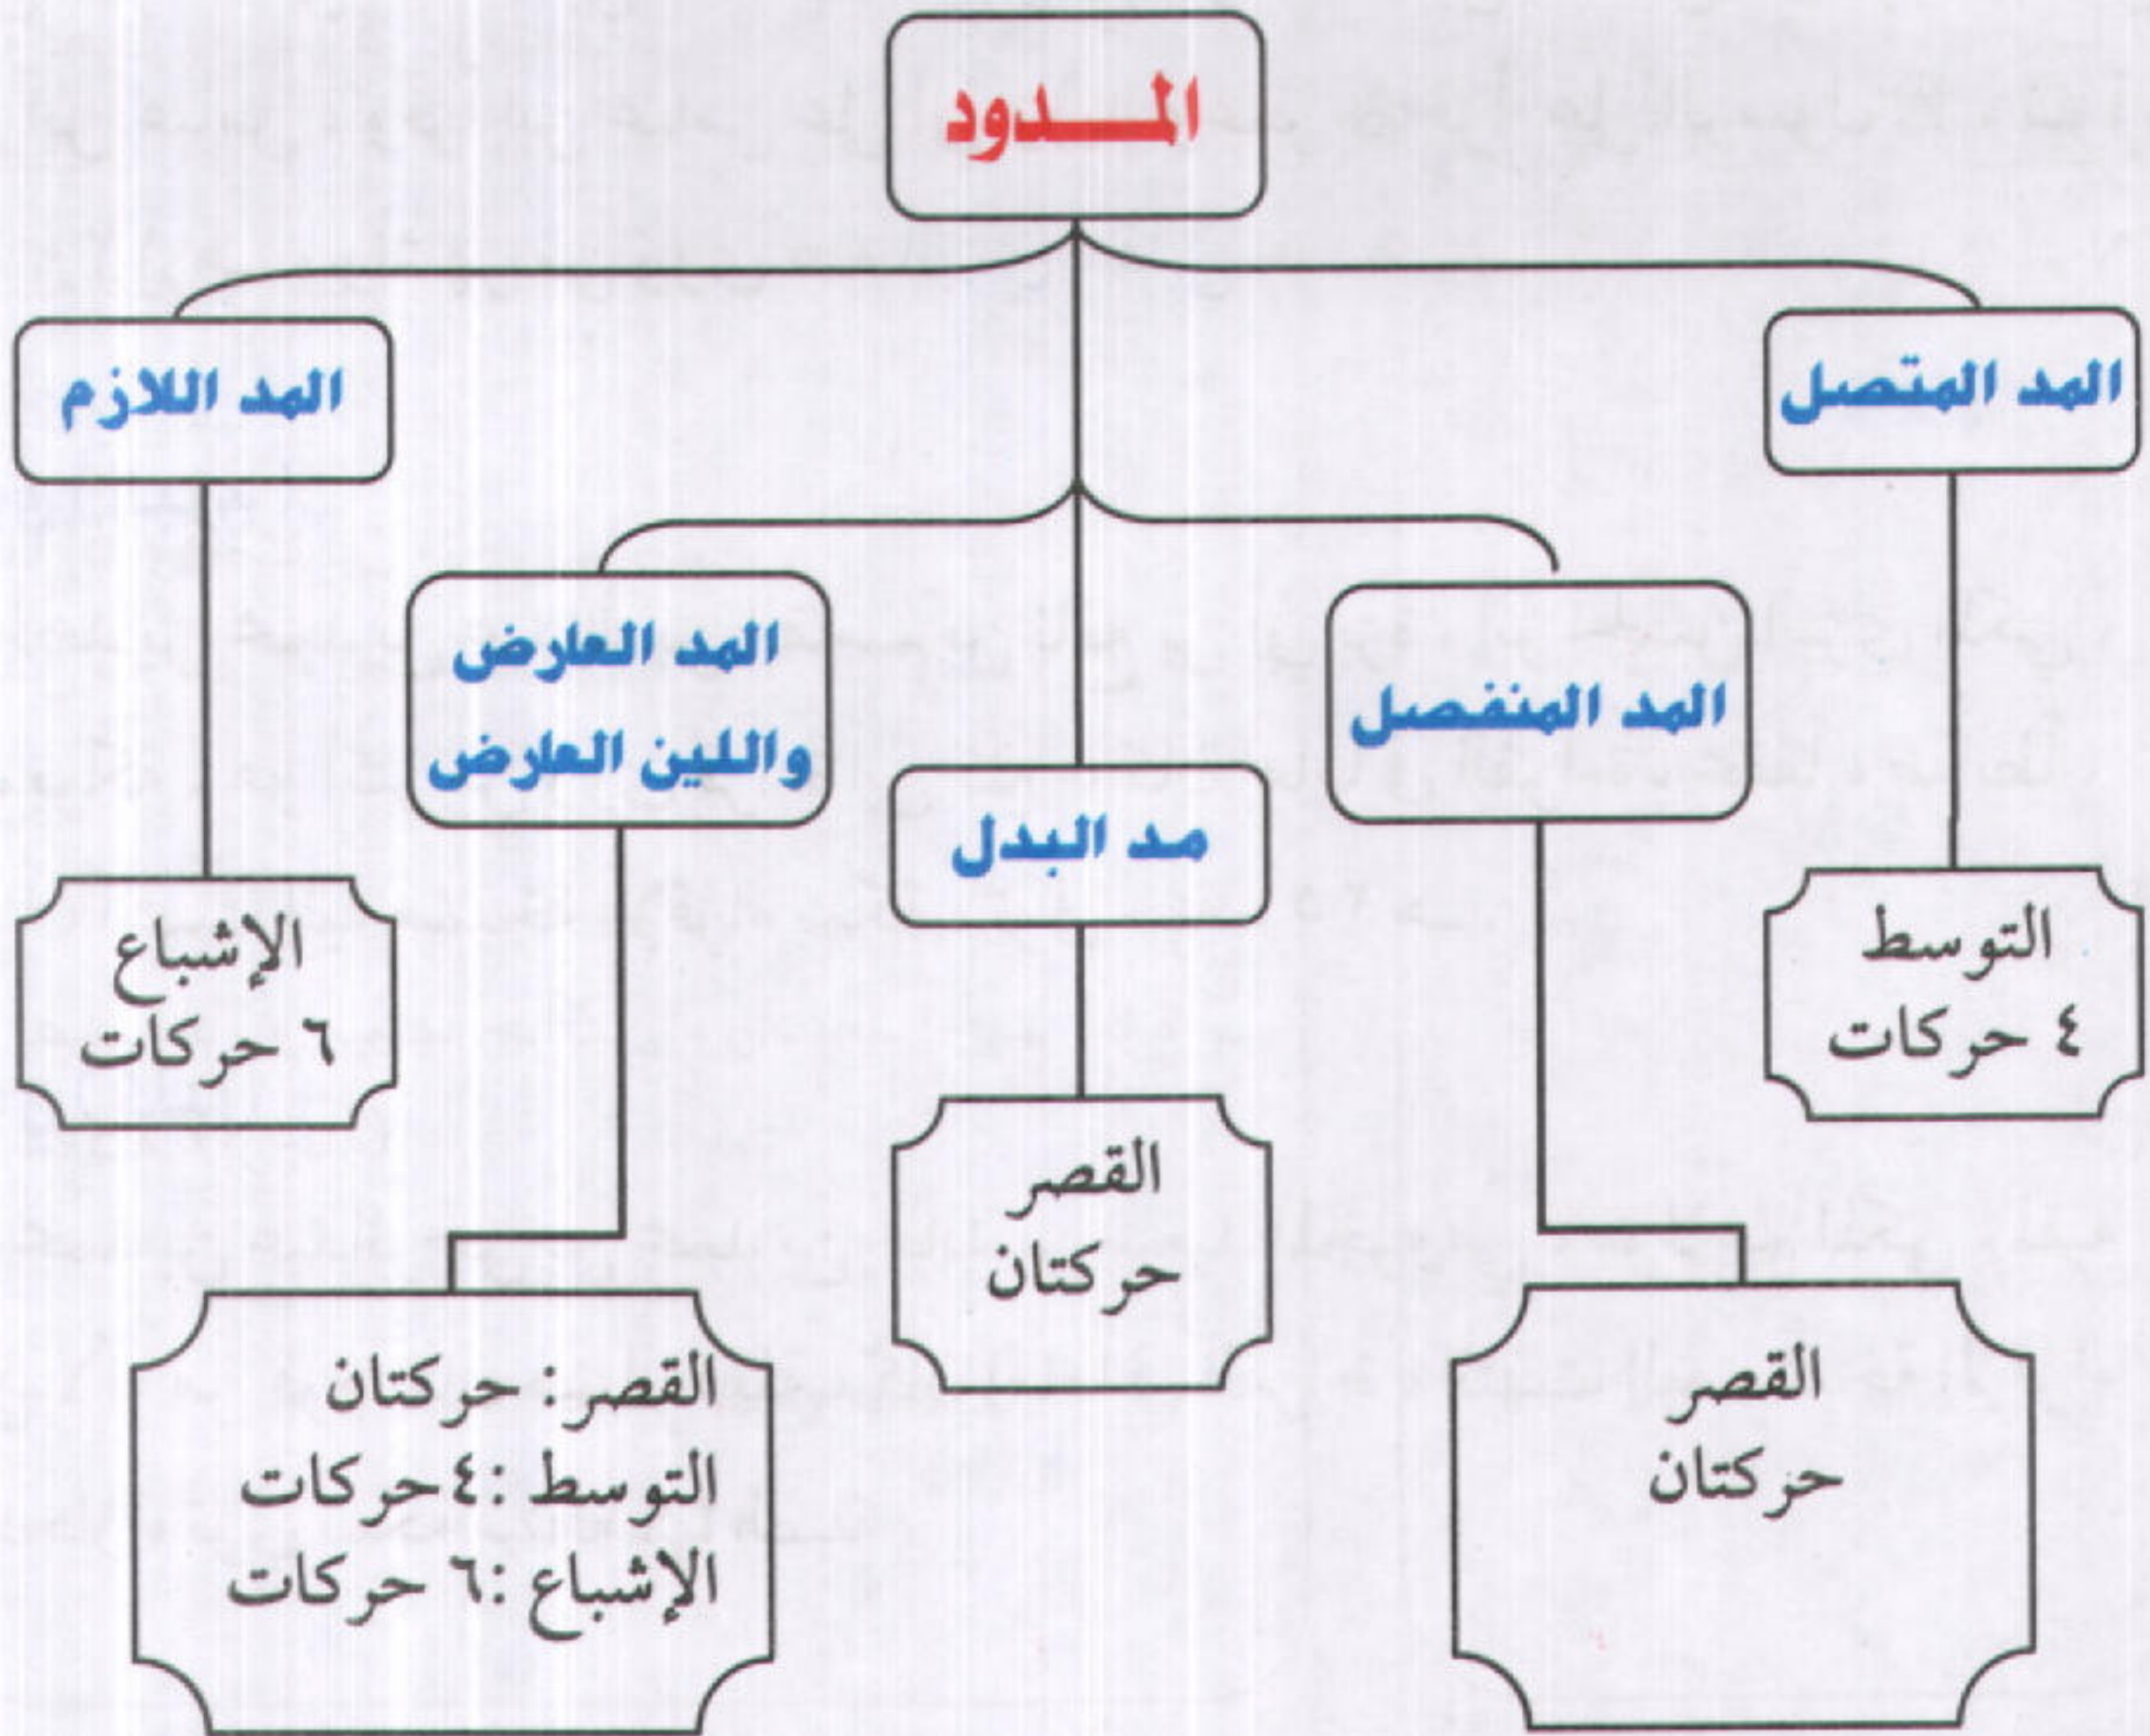 المـــدود
المد المتصل
المد اللازم
المد المنفصل
المد العارض
واللين العارض
مد البدل
التوسط
٤ حركات
الإشباع
٦ حركات
القصر
حركتان
القصر
حركتان
القصر: حركتان
التوسط :٤حركات
الإشباع :٦ حركات